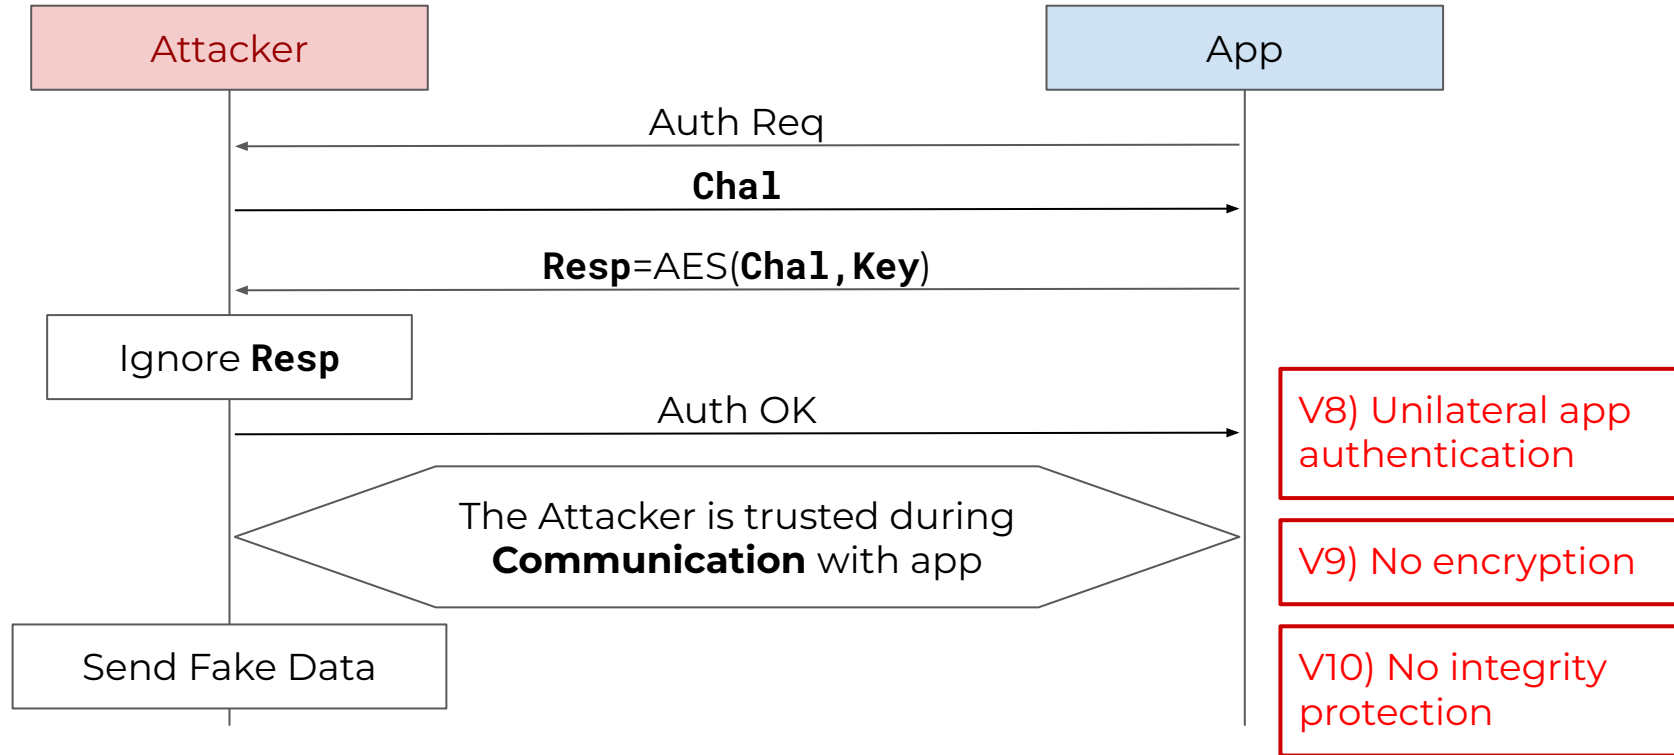 Attacker
App
Auth Req
Chal
Resp=AES(Chal,Key)
Ignore Resp
Auth OK
V8) Unilateral app
authentication
The Attacker is trusted during
Communication with app
V9) No encryption
Send Fake Data
V10) No integrity
protection